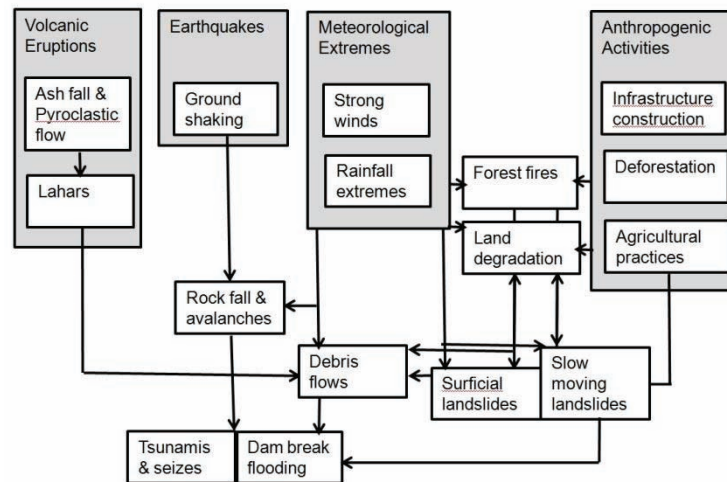 Volcanic
Eruptions
Earthquakes
Meteorological
Extremes
Anthropogenic
Activities
Ash fall &
Pyroclastic
flow
Ground
shaking
Strong
winds
Infrastructure
construction
Lahars
Rainfall
extremes
Forest fires
Deforestation
Land
degradation
Agricultural
practices
Rock fall &
avalanches
Debris
flows
Surficial
landslides
Slow
moving
landslides
Tsunamis
& seizes
Dam break
flooding